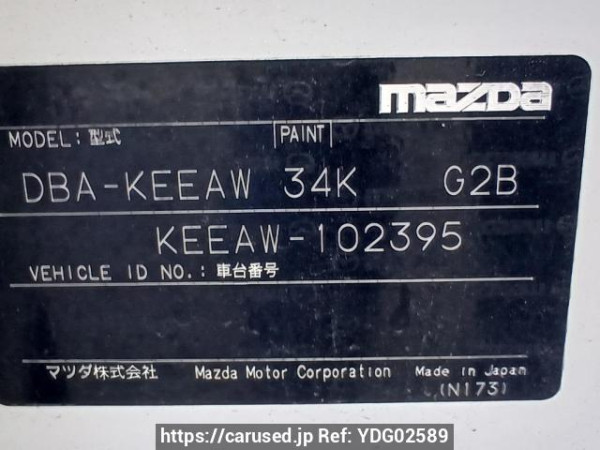 mazda
MODEL: 型式 PAINT
DBA-KEEAW 34K G2B
KEEAW-102395
VEHICLE ID NO.: 車台番号
マツダ株式会社 Mazda Motor Corporation Made in Japan
(N173)
https://carused.jp Ref: YDG02589